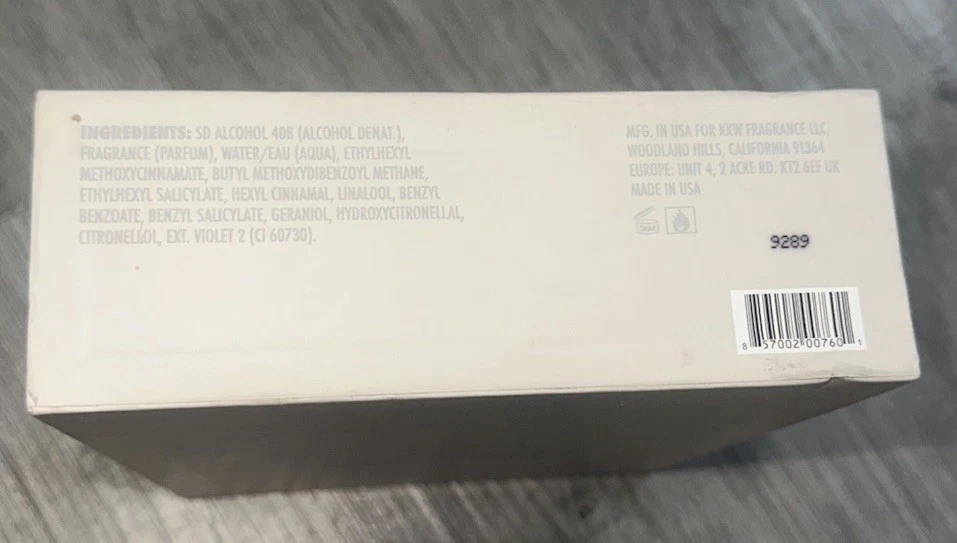 INGREDIENTS: SD ALCOHOL 40B (ALCOHOL DENAT.),
FRAGRANCE (PARFUM), WATER/EAU (AQUA), ETHYLHEXYL
METHOXYCINNAMATE, BUTYL METHOXYDIBENZOYL METHANE,
ETHYLHEXYL SALICYLATE, HEXYL CINNAMAL, LINALOOL, BENZYL
BENZOATE, BENZYL SALICYLATE, GERANIOL, HYDROXYCITRONELLAL,
CITRONELLOL, EXT. VIOLET 2 (CI 60730).
MFG. IN USA FOR KKW FRAGRANCE LLC,
WOODLAND HILLS, CALIFORNIA 91364
EUROPE: UNIT 4, 2 ACRE RD. KT2 6EF UK
MADE IN USA
9289
8 57002 00760 1